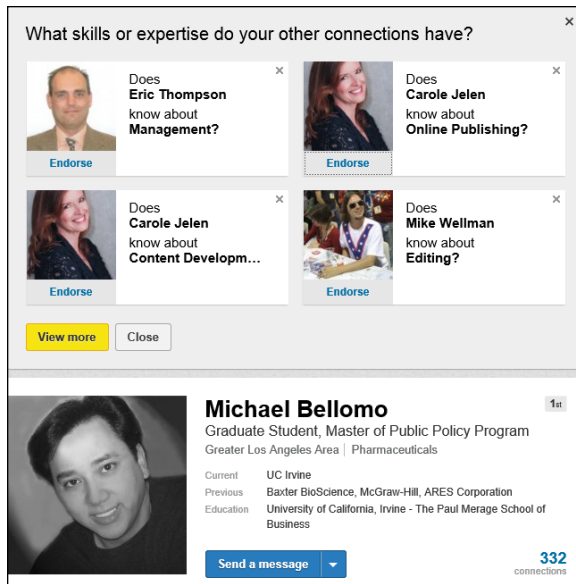 What skills or expertise do your other connections have?
×
Does
Eric Thompson
know about
Management?
×
Endorse
Does
Carole Jelen
know about
Online Publishing?
×
Endorse
Does
Carole Jelen
know about
Content Developm…
×
Endorse
Does
Mike Wellman
know about
Editing?
×
Endorse
View more Close
Michael Bellomo 1st
Graduate Student, Master of Public Policy Program
Greater Los Angeles Area | Pharmaceuticals
Current UC Irvine
Previous Baxter BioScience, McGraw-Hill, ARES Corporation
Education University of California, Irvine - The Paul Merage School of
Business
Send a message 332
connections